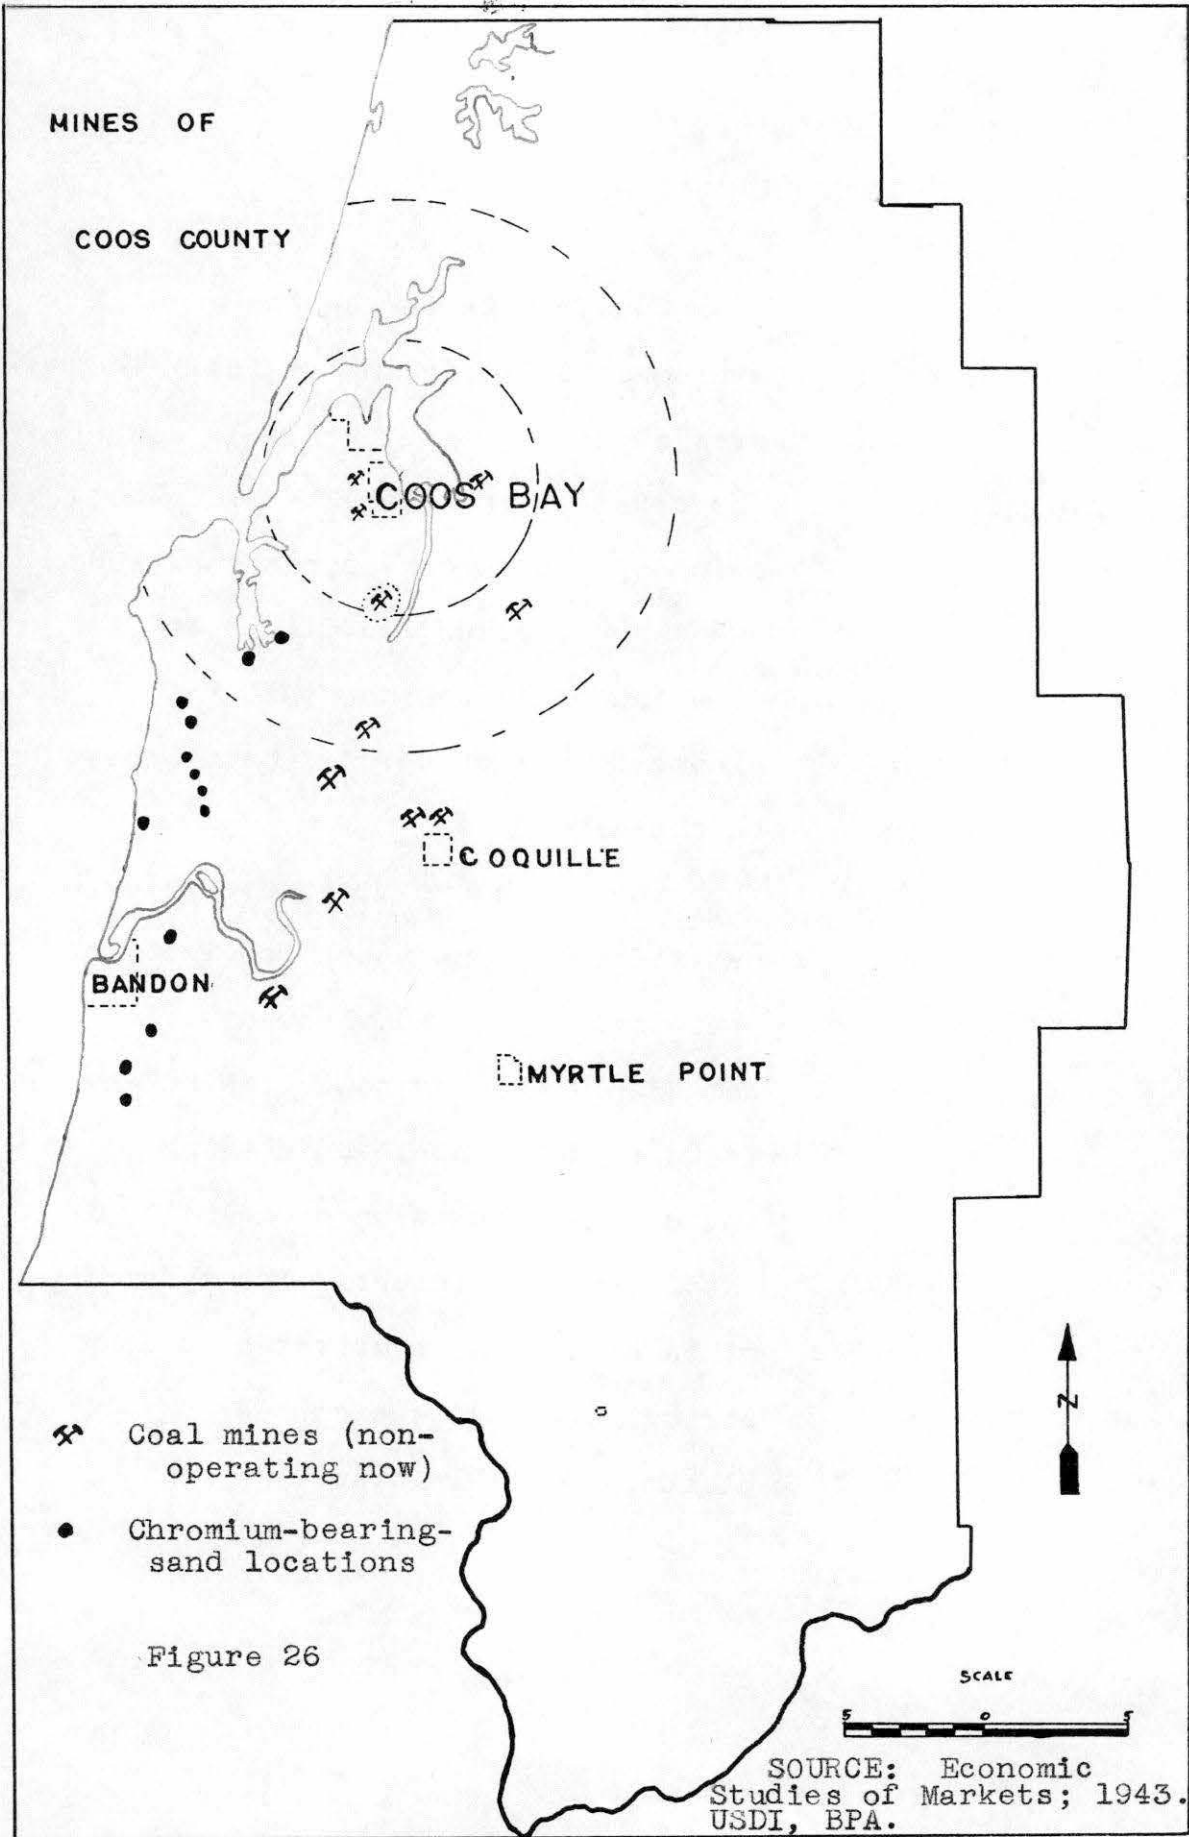 MINES OF
COOS COUNTY
COOS BAY
COQUILLE
BANDON
MYRTLE POINT
N
Coal mines (non-
operating now)
Chromium-bearing-
sand locations
Figure 26
SCALE
5 0 5
SOURCE: Economic
Studies of Markets; 1943.
USDI, BPA.